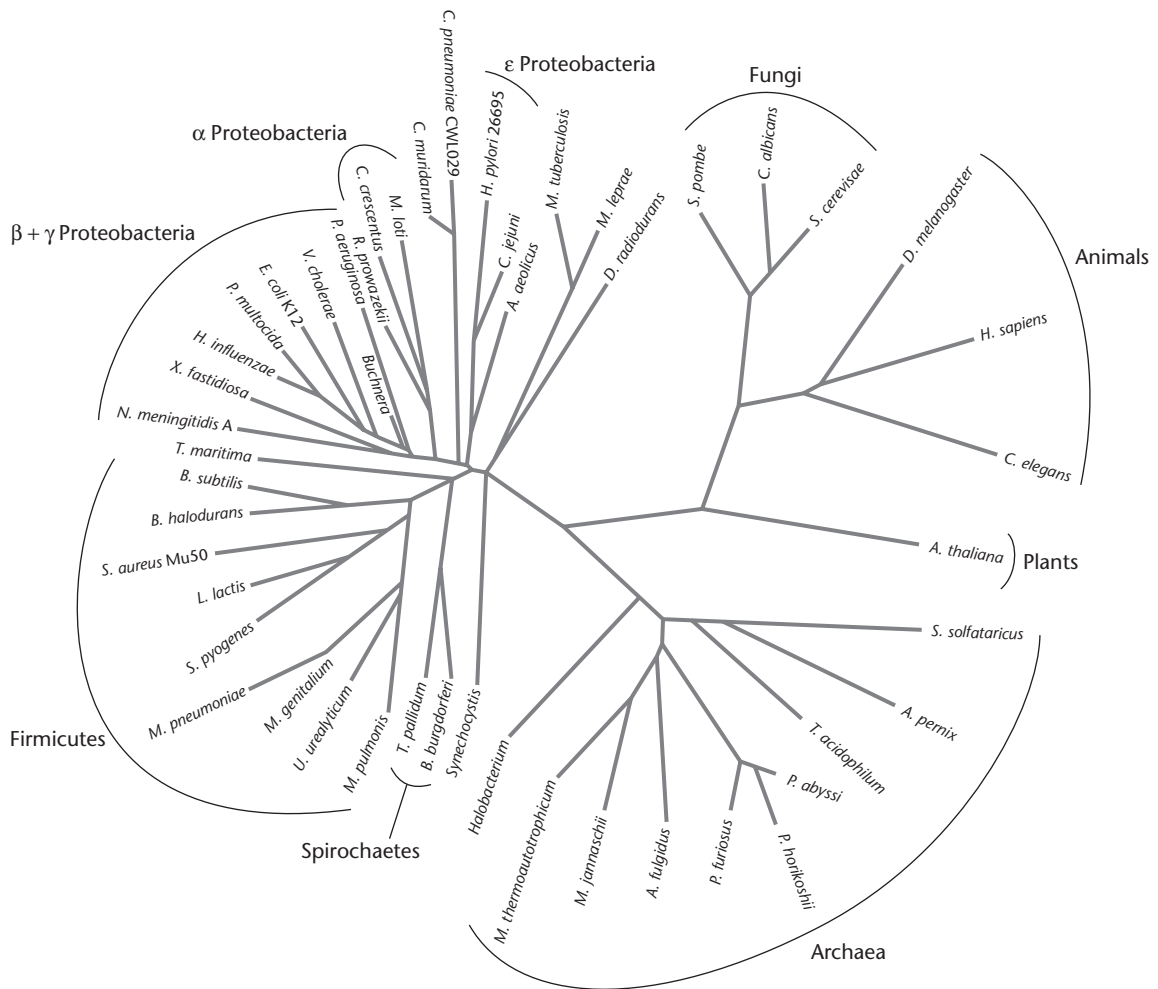 C. pneumoniae CWL029
ε Proteobacteria
Fungi
α Proteobacteria
C. muridarum
H. pylori 26695
M. tuberculosis
S. pombe
C. albicans
S. cerevisae
D. melanogaster
Animals
β + γ Proteobacteria
C. crescentus
M. loti
R. prowazekii
P. aeruginosa
C. jejuni
A. aeolicus
M. leprae
D. radiodurans
V. cholerae
E. coli K12
P. multocida
H. influenzae
X. fastidiosa
Buchnera
N. meningitidis A
T. maritima
B. subtilis
B. halodurans
S. aureus Mu50
L. lactis
S. pyogenes
M. pneumoniae
M. genitalium
U. urealyticum
M. pulmonis
T. pallidum
B. burgdorferi
Synechocystis
Firmicutes
Spirochaetes
H. sapiens
C. elegans
A. thaliana
Plants
S. solfataricus
A. pernix
T. acidophilum
P. abyssi
P. horikoshii
P. furiosus
A. fulgidus
M. jannaschii
M. thermoautotrophicum
Halobacterium
Archaea